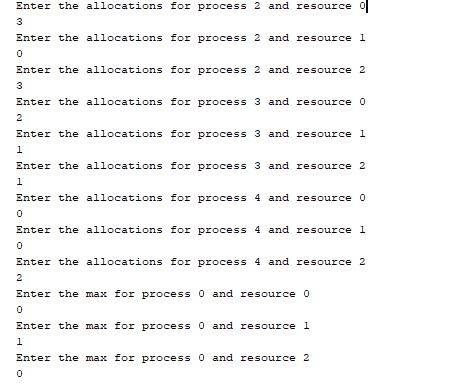 Enter the allocations for process 2 and resource 0
3
Enter the allocations for process 2 and resource 1
0
Enter the allocations for process 2 and resource 2
3
Enter the allocations for process 3 and resource 0
2
Enter the allocations for process 3 and resource 1
1
Enter the allocations for process 3 and resource 2
1
Enter the allocations for process 4 and resource 0
0
Enter the allocations for process 4 and resource 1
0
Enter the allocations for process 4 and resource 2
2
Enter the max for process 0 and resource 0
0
Enter the max for process 0 and resource 1
1
Enter the max for process 0 and resource 2
0